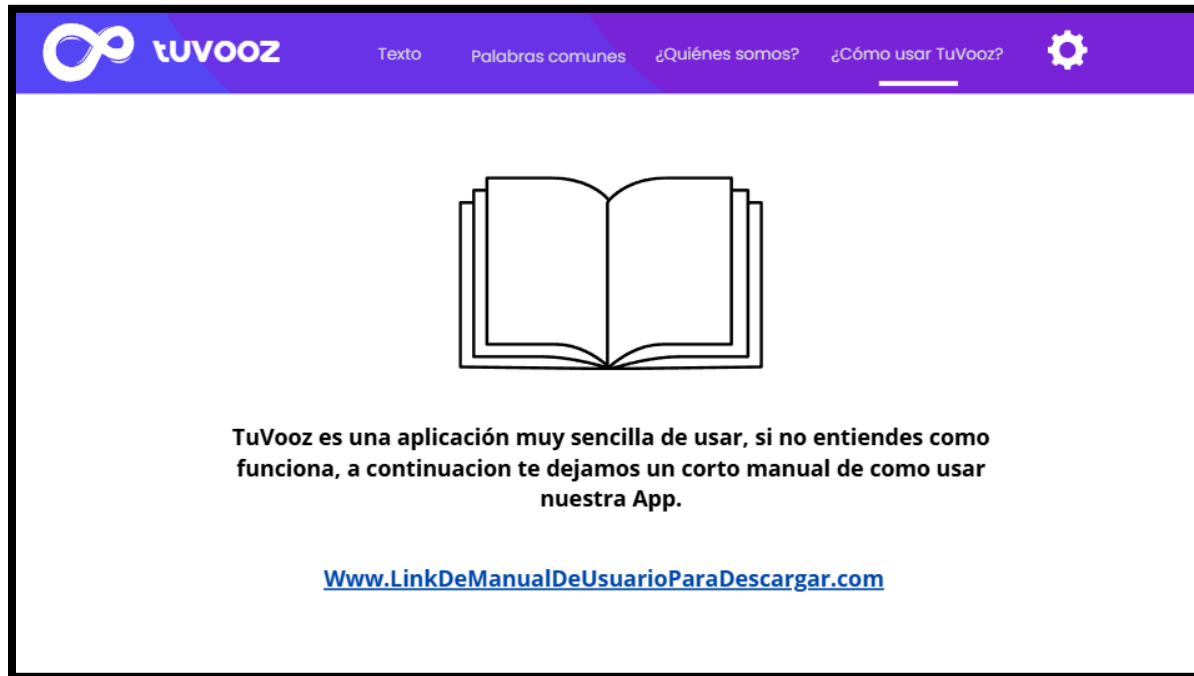 tuvooz
Texto
Palabras comunes
¿Quiénes somos?
¿Cómo usar TuVooz?
TuVooz es una aplicación muy sencilla de usar, si no entiendes como
funciona, a continuacion te dejamos un corto manual de como usar
nuestra App.
Www.LinkDeManualDeUsuarioParaDescargar.com